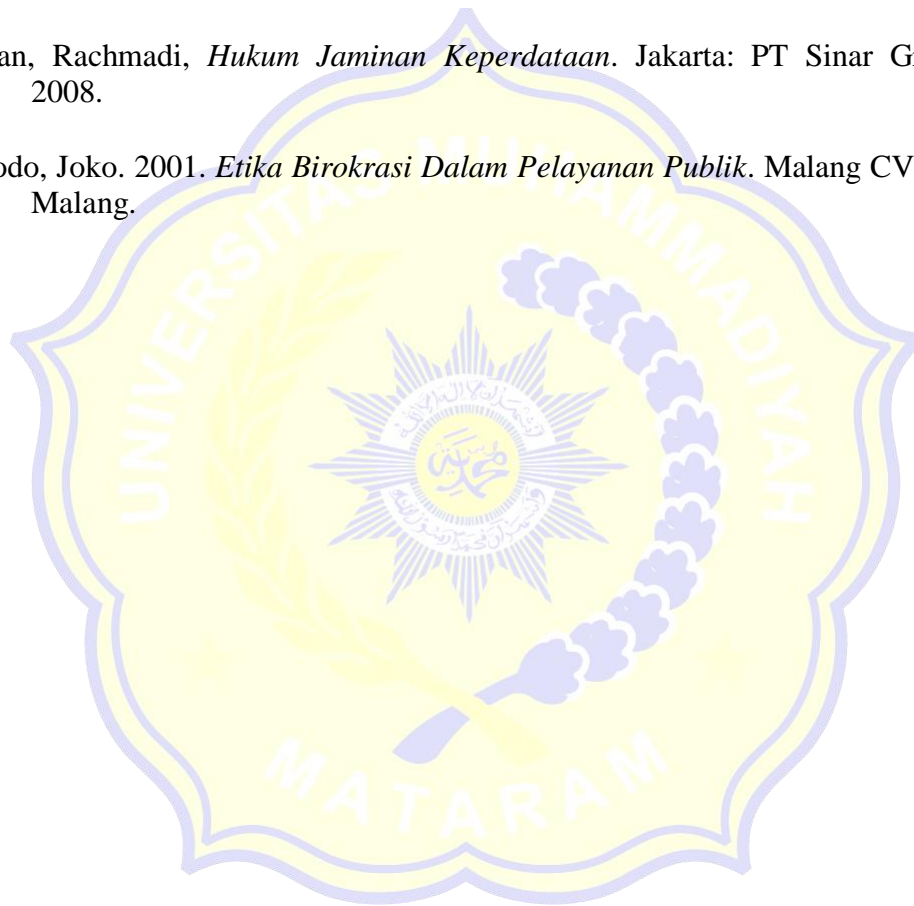 an, Rachmadi, Hukum Jaminan Keperdataan. Jakarta: PT Sinar G
2008.
odo, Joko. 2001. Etika Birokrasi Dalam Pelayanan Publik. Malang CV
Malang.
UNIVERSITAS MUHAMMADIYAH
MATARAM